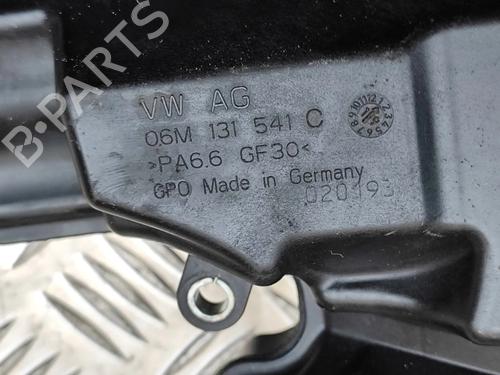 VW AG
06M 131 541 C
>PA6.6 GF30<
GPO Made in Germany
020193
B-PARTS